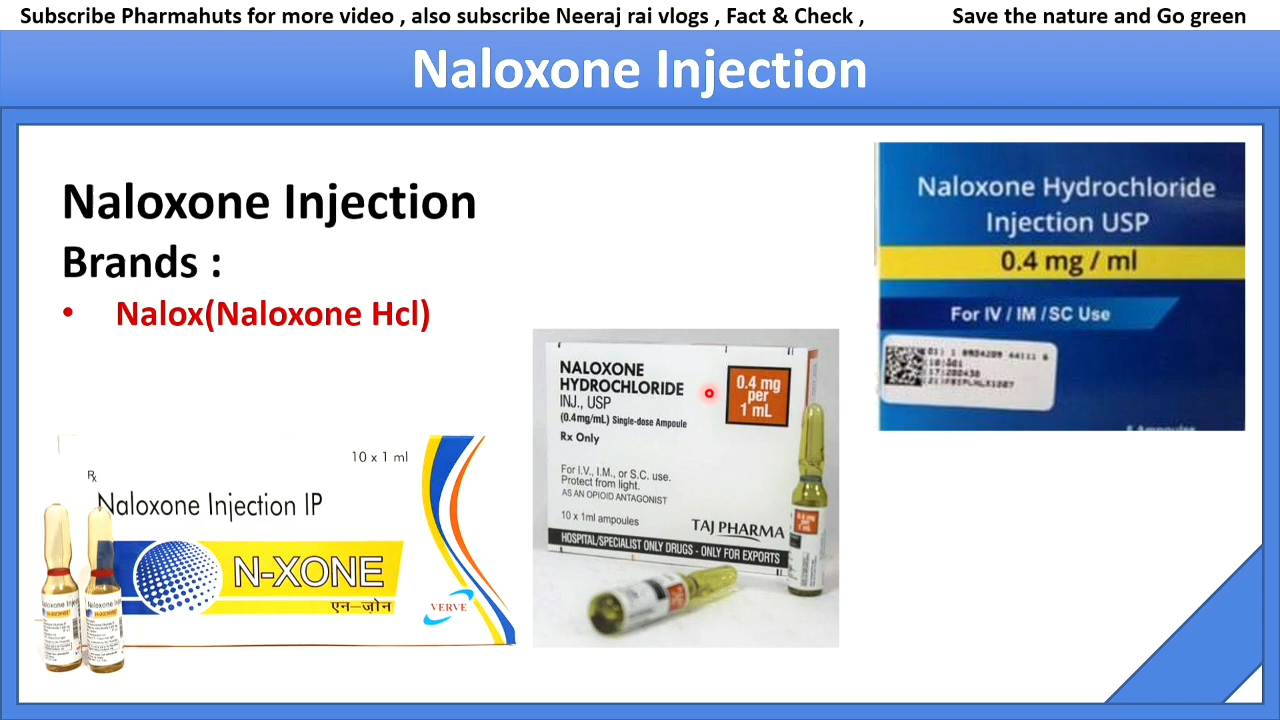 Subscribe Pharmahuts for more video , also subscribe Neeraj rai vlogs , Fact & Check , Save the nature and Go green
Naloxone Injection
Naloxone Injection
Brands :
• Nalox(Naloxone Hcl)
Naloxone Hydrochloride
Injection USP
0.4 mg / ml
For IV / IM / SC Use
NALOXONE
HYDROCHLORIDE
INJ., USP
(0.4mg/mL) Single-dose Ampoule
Rx Only
0.4 mg
per
1 mL
For I.V., I.M., or S.C. use.
Protect from light.
AS AN OPIOID ANTAGONIST
10 x 1ml ampoules
TAJ PHARMA
HOSPITAL/SPECIALIST ONLY DRUGS - ONLY FOR EXPORTS
10 x 1 ml
Rx
Naloxone Injection IP
N-XONE
एन-ज़ोन
VERVE